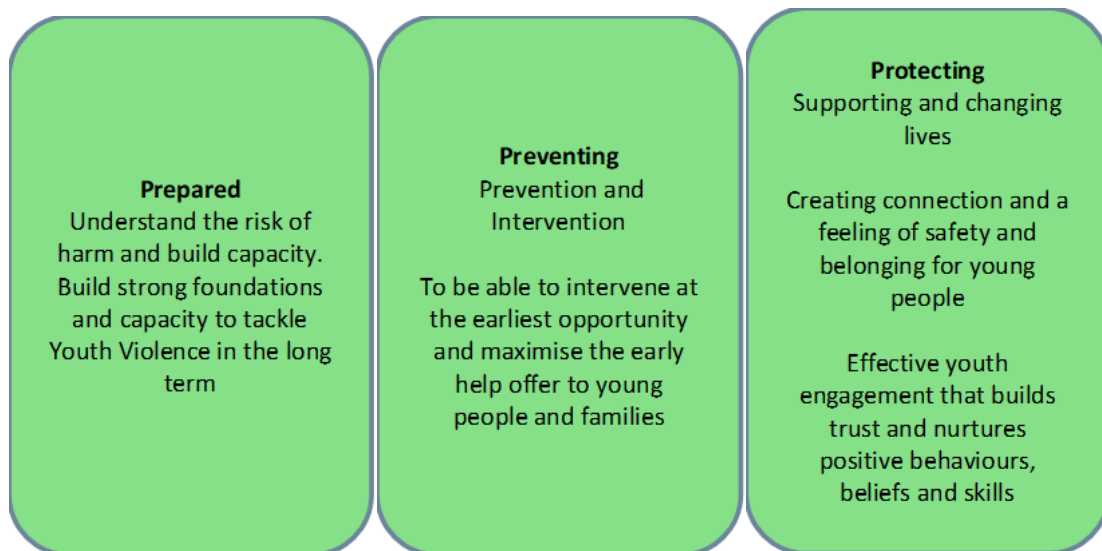 Prepared
Understand the risk of
harm and build capacity.
Build strong foundations
and capacity to tackle
Youth Violence in the long
term
Preventing
Prevention and
Intervention
To be able to intervene at
the earliest opportunity
and maximise the early
help offer to young
people and families
Protecting
Supporting and changing
lives
Creating connection and a
feeling of safety and
belonging for young
people
Effective youth
engagement that builds
trust and nurtures
positive behaviours,
beliefs and skills